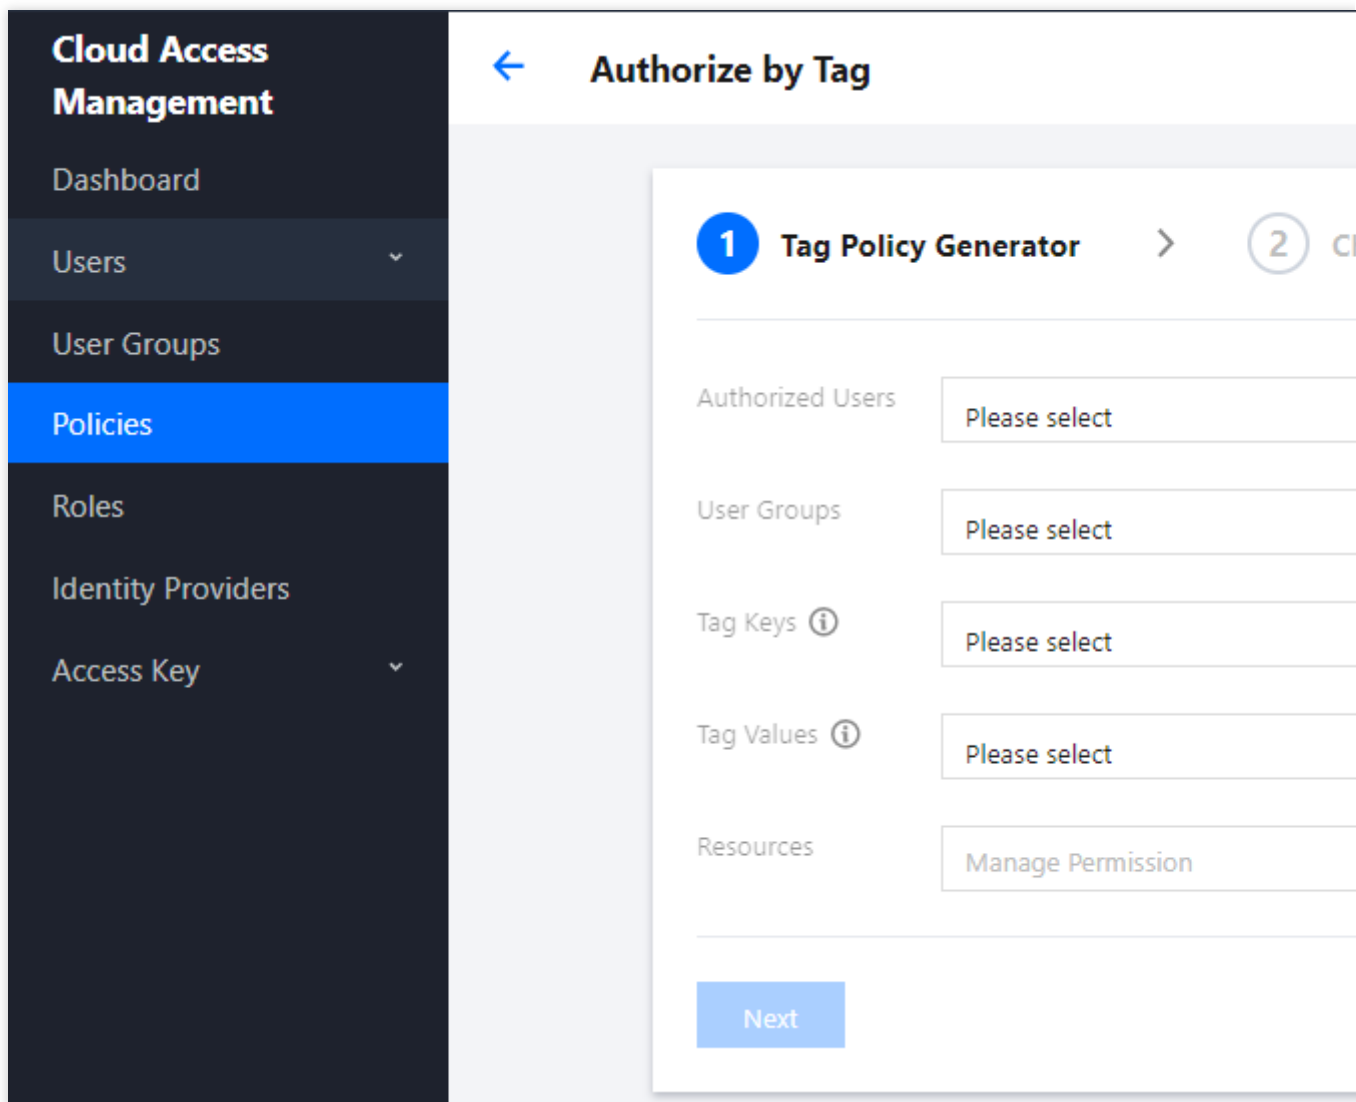 Cloud Access
Management
Dashboard
Users
User Groups
Policies
Roles
Identity Providers
Access Key
Authorize by Tag
1 Tag Policy Generator > 2
Authorized Users Please select
User Groups Please select
Tag Keys Please select
Tag Values Please select
Resources Manage Permission
Next